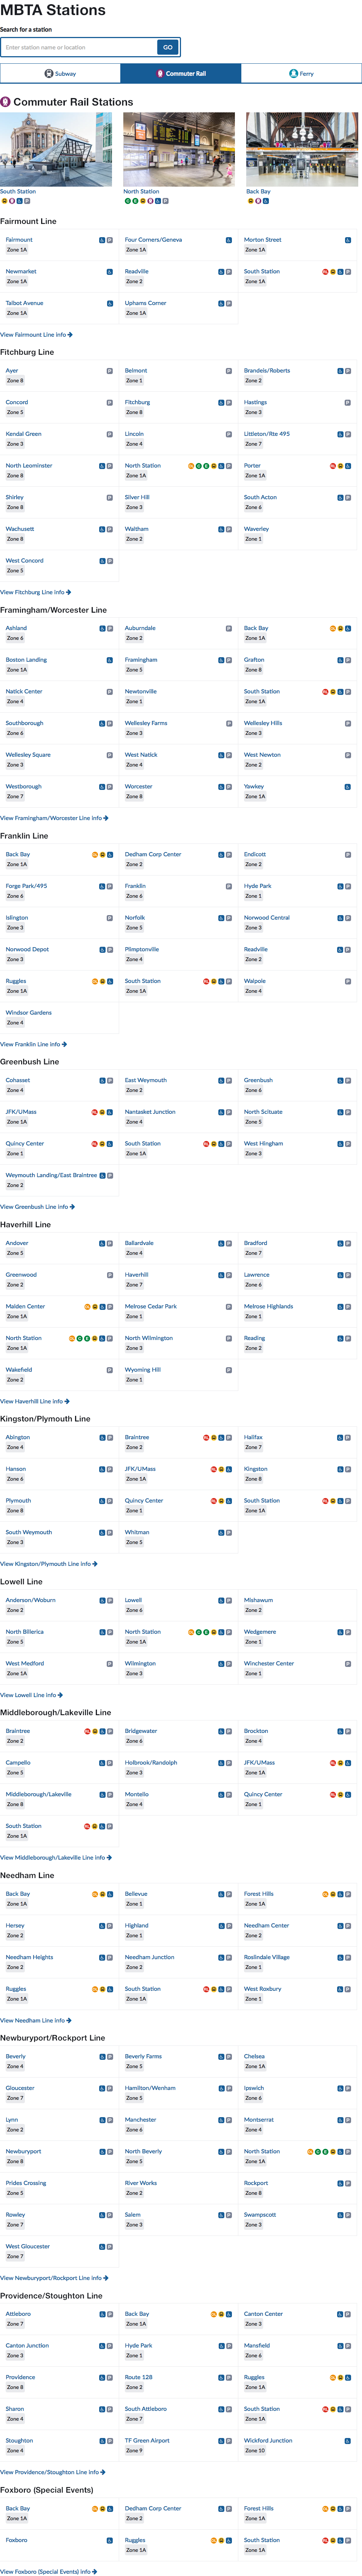 MBTA Stations
Search for a station
Enter station name or location
GO
Subway
Commuter Rail
Ferry
Commuter Rail Stations
South Station
North Station
Back Bay
Fairmount Line
Fairmount
Zone 1A
Four Corners/Geneva
Zone 1A
Morton Street
Zone 1A
Newmarket
Zone 1A
Readville
Zone 2
South Station
Zone 1A
Talbot Avenue
Zone 1A
Uphams Corner
Zone 1A
View Fairmount Line info
Fitchburg Line
Ayer
Zone 8
Belmont
Zone 1
Brandeis/Roberts
Zone 2
Concord
Zone 5
Fitchburg
Zone 8
Hastings
Zone 3
Kendal Green
Zone 3
Lincoln
Zone 4
Littleton/Rte 495
Zone 7
North Leominster
Zone 8
North Station
Zone 1A
Porter
Zone 1A
Shirley
Zone 8
Silver Hill
Zone 3
South Acton
Zone 6
Wachusett
Zone 8
Waltham
Zone 2
Waverley
Zone 1
West Concord
Zone 5
View Fitchburg Line info
Framingham/Worcester Line
Ashland
Zone 6
Auburndale
Zone 2
Back Bay
Zone 1A
Boston Landing
Zone 1A
Framingham
Zone 5
Grafton
Zone 8
Natick Center
Zone 4
Newtonville
Zone 1
South Station
Zone 1A
Southborough
Zone 6
Wellesley Farms
Zone 3
Wellesley Hills
Zone 3
Wellesley Square
Zone 3
West Natick
Zone 4
West Newton
Zone 2
Westborough
Zone 7
Worcester
Zone 8
Yawkey
Zone 1A
View Framingham/Worcester Line info
Franklin Line
Back Bay
Zone 1A
Dedham Corp Center
Zone 2
Endicott
Zone 2
Forge Park/495
Zone 6
Franklin
Zone 6
Hyde Park
Zone 1
Islington
Zone 3
Norfolk
Zone 5
Norwood Central
Zone 3
Norwood Depot
Zone 3
Plimptonville
Zone 4
Readville
Zone 2
Ruggles
Zone 1A
South Station
Zone 1A
Walpole
Zone 4
Windsor Gardens
Zone 4
View Franklin Line info
Greenbush Line
Cohasset
Zone 4
East Weymouth
Zone 2
Greenbush
Zone 6
JFK/UMass
Zone 1A
Nantasket Junction
Zone 4
North Scituate
Zone 5
Quincy Center
Zone 1
South Station
Zone 1A
West Hingham
Zone 3
Weymouth Landing/East Braintree
Zone 2
View Greenbush Line info
Haverhill Line
Andover
Zone 5
Ballardvale
Zone 4
Bradford
Zone 7
Greenwood
Zone 2
Haverhill
Zone 7
Lawrence
Zone 6
Malden Center
Zone 1A
Melrose Cedar Park
Zone 1
Melrose Highlands
Zone 1
North Station
Zone 1A
North Wilmington
Zone 3
Reading
Zone 2
Wakefield
Zone 2
Wyoming Hill
Zone 1
View Haverhill Line info
Kingston/Plymouth Line
Abington
Zone 4
Braintree
Zone 2
Halifax
Zone 7
Hanson
Zone 6
JFK/UMass
Zone 1A
Kingston
Zone 8
Plymouth
Zone 8
Quincy Center
Zone 1
South Station
Zone 1A
South Weymouth
Zone 3
Whitman
Zone 5
View Kingston/Plymouth Line info
Lowell Line
Anderson/Woburn
Zone 2
Lowell
Zone 6
Mishawum
Zone 2
North Billerica
Zone 5
North Station
Zone 1A
Wedgemere
Zone 1
West Medford
Zone 1A
Wilmington
Zone 3
Winchester Center
Zone 1
View Lowell Line info
Middleborough/Lakeville Line
Braintree
Zone 2
Bridgewater
Zone 6
Brockton
Zone 4
Campello
Zone 5
Holbrook/Randolph
Zone 3
JFK/UMass
Zone 1A
Middleborough/Lakeville
Zone 8
Montello
Zone 4
Quincy Center
Zone 1
South Station
Zone 1A
View Middleborough/Lakeville Line info
Needham Line
Back Bay
Zone 1A
Bellevue
Zone 1
Forest Hills
Zone 1A
Hersey
Zone 2
Highland
Zone 1
Needham Center
Zone 2
Needham Heights
Zone 2
Needham Junction
Zone 2
Roslindale Village
Zone 1
Ruggles
Zone 1A
South Station
Zone 1A
West Roxbury
Zone 1
View Needham Line info
Newburyport/Rockport Line
Beverly
Zone 4
Beverly Farms
Zone 5
Chelsea
Zone 1A
Gloucester
Zone 7
Hamilton/Wenham
Zone 5
Ipswich
Zone 6
Lynn
Zone 2
Manchester
Zone 6
Montserrat
Zone 4
Newburyport
Zone 8
North Beverly
Zone 5
North Station
Zone 1A
Prides Crossing
Zone 5
River Works
Zone 2
Rockport
Zone 8
Rowley
Zone 7
Salem
Zone 3
Swampscott
Zone 3
West Gloucester
Zone 7
View Newburyport/Rockport Line info
Providence/Stoughton Line
Attleboro
Zone 7
Back Bay
Zone 1A
Canton Center
Zone 3
Canton Junction
Zone 3
Hyde Park
Zone 1
Mansfield
Zone 6
Providence
Zone 8
Route 128
Zone 2
Ruggles
Zone 1A
Sharon
Zone 4
South Attleboro
Zone 7
South Station
Zone 1A
Stoughton
Zone 4
TF Green Airport
Zone 9
Wickford Junction
Zone 10
View Providence/Stoughton Line info
Foxboro (Special Events)
Back Bay
Zone 1A
Dedham Corp Center
Zone 2
Forest Hills
Zone 1A
Foxboro
Ruggles
Zone 1A
South Station
Zone 1A
View Foxboro (Special Events) info